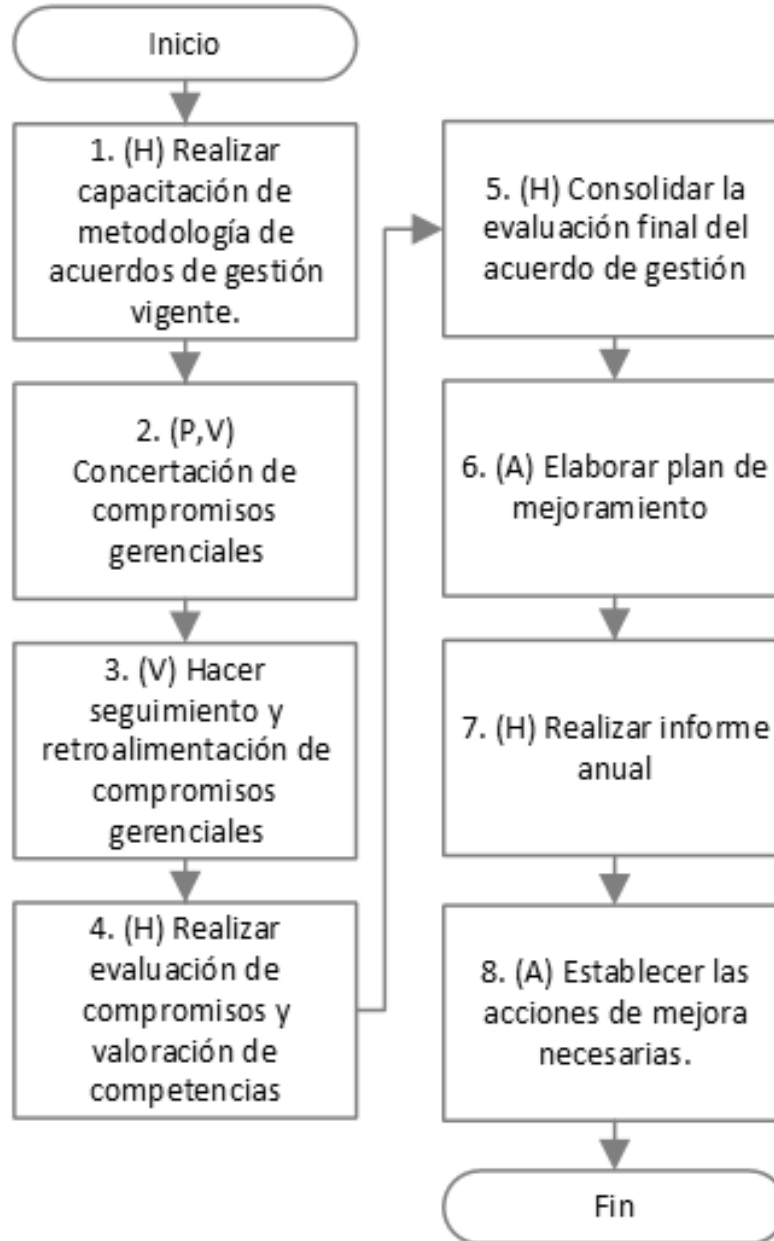 Inicio
1. (H) Realizar
capacitación de
metodología de
acuerdos de gestión
vigente.
2. (P,V)
Concertación de
compromisos
gerenciales
3. (V) Hacer
seguimiento y
retroalimentación de
compromisos
gerenciales
4. (H) Realizar
evaluación de
compromisos y
valoración de
competencias
5. (H) Consolidar la
evaluación final del
acuerdo de gestión
6. (A) Elaborar plan de
mejoramiento
7. (H) Realizar informe
anual
8. (A) Establecer las
acciones de mejora
necesarias.
Fin